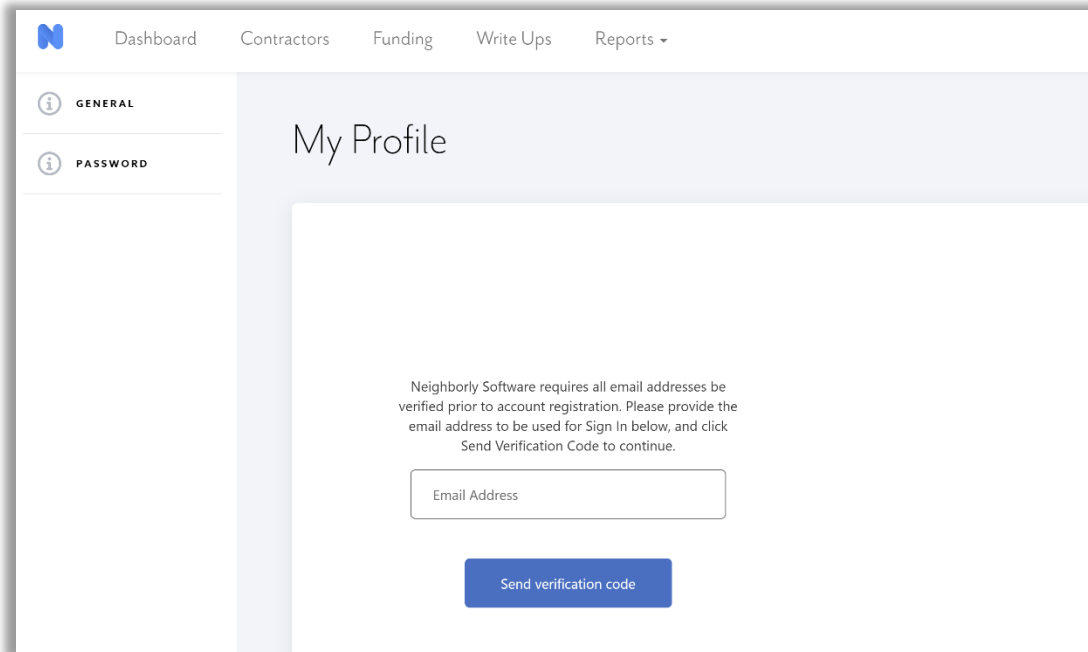 Dashboard Contractors Funding Write Ups Reports
GENERAL
PASSWORD
My Profile
Neighborly Software requires all email addresses be
verified prior to account registration. Please provide the
email address to be used for Sign In below, and click
Send Verification Code to continue.
Email Address
Send verification code